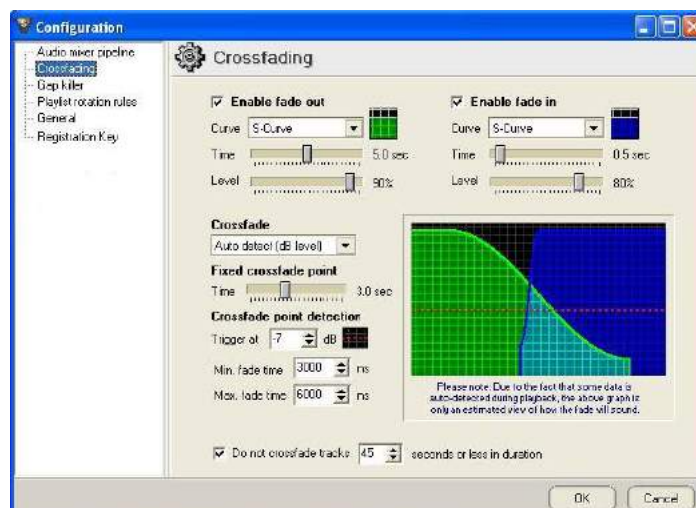 Configuration
Audio mixer pipeline
Crossfading
Gap killer
Playlist rotation rules
General
Registration Key
Crossfading
Enable fade out
Curve S-Curve
Time 5.0 sec
Level 90%
Enable fade in
Curve S-Curve
Time 0.5 sec
Level 80%
Crossfade
Auto detect (dB level)
Fixed crossfade point
Time 3.0 sec
Crossfade point detection
Trigger at -7 dB
Min. fade time 3000 ms
Max. fade time 6000 ms
Please note: Due to the fact that some data is
auto-detected during playback, the above graph is
only an estimated view of how the fade will sound.
Do not crossfade tracks 45 seconds or less in duration
OK
Cancel